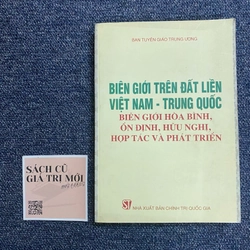 BAN TUYÊN GIÁO TRUNG ƯƠNG
BIÊN GIỚI TRÊN ĐẤT LIỀN
VIỆT NAM - TRUNG QUỐC
BIÊN GIỚI HÒA BÌNH,
ỔN ĐỊNH, HỮU NGHỊ,
HỢP TÁC VÀ PHÁT TRIỂN
SÁCH CŨ
GIÁ TRỊ MỚI
NHÀ XUẤT BẢN CHÍNH TRỊ QUỐC GIA